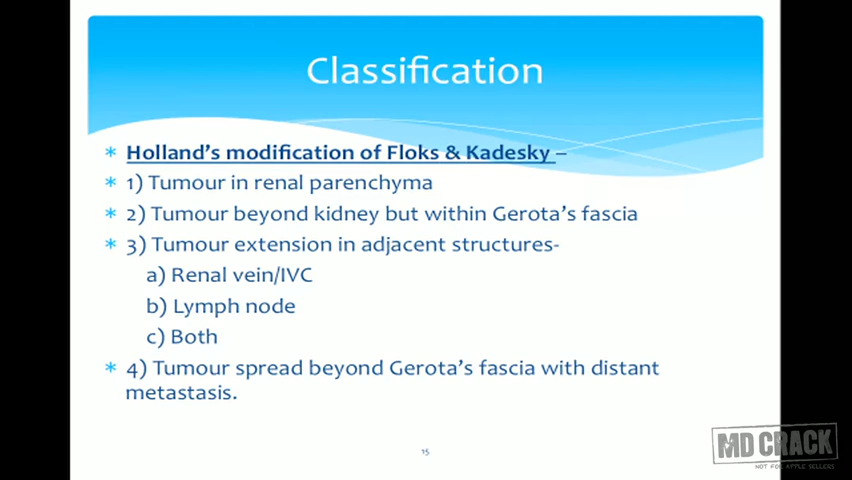 Classification
* Holland's modification of Floks & Kadesky –
* 1) Tumour in renal parenchyma
* 2) Tumour beyond kidney but within Gerota's fascia
* 3) Tumour extension in adjacent structures-
a) Renal vein/IVC
b) Lymph node
c) Both
* 4) Tumour spread beyond Gerota's fascia with distant
metastasis.
15
MD CRACK
NOT FOR APPLE SELLERS